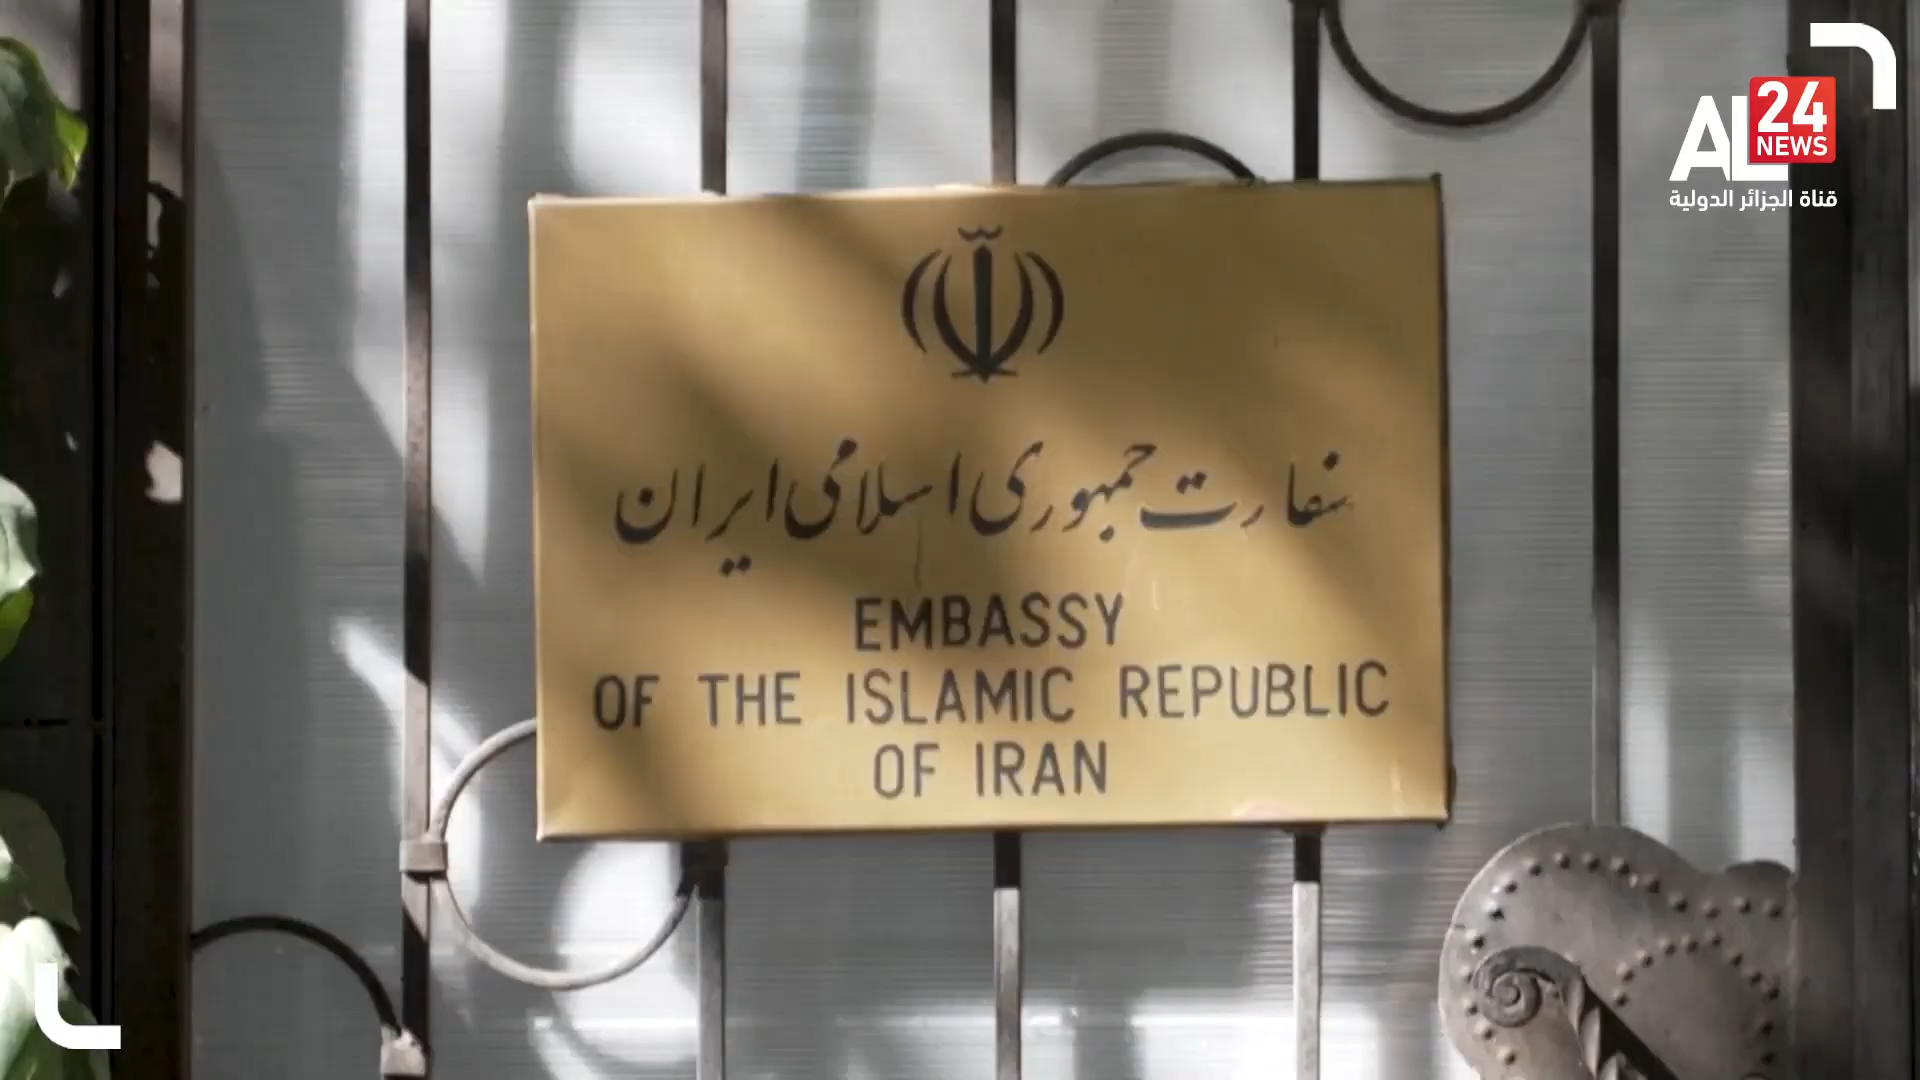 AL
24
NEWS
قناة الجزائر الدولية
سفارت جمهوری اسلامی ایران
EMBASSY
OF THE ISLAMIC REPUBLIC
OF IRAN